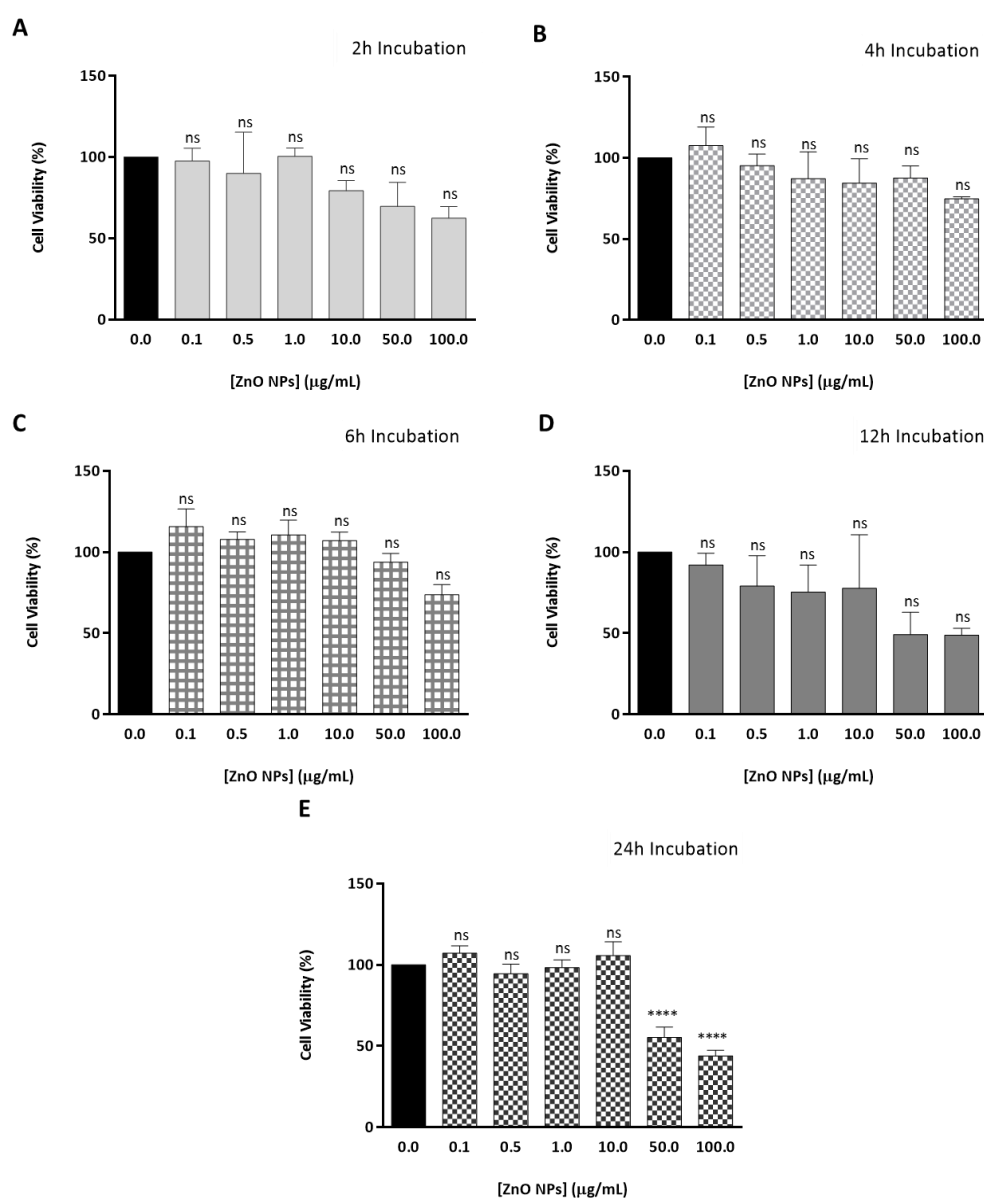 A
2h Incubation
150
100
50
0
Cell Viability (%)
ns ns ns ns ns ns
0.0 0.1 0.5 1.0 10.0 50.0 100.0
[ZnO NPs] (µg/mL)
B
4h Incubation
150
100
50
0
Cell Viability (%)
ns ns ns ns ns ns
0.0 0.1 0.5 1.0 10.0 50.0 100.0
[ZnO NPs] (µg/mL)
C
6h Incubation
150
100
50
0
Cell Viability (%)
ns ns ns ns ns ns
0.0 0.1 0.5 1.0 10.0 50.0 100.0
[ZnO NPs] (µg/mL)
D
12h Incubation
150
100
50
0
Cell Viability (%)
ns ns ns ns ns ns
0.0 0.1 0.5 1.0 10.0 50.0 100.0
[ZnO NPs] (µg/mL)
E
24h Incubation
150
100
50
0
Cell Viability (%)
ns ns ns ns **** ****
0.0 0.1 0.5 1.0 10.0 50.0 100.0
[ZnO NPs] (µg/mL)